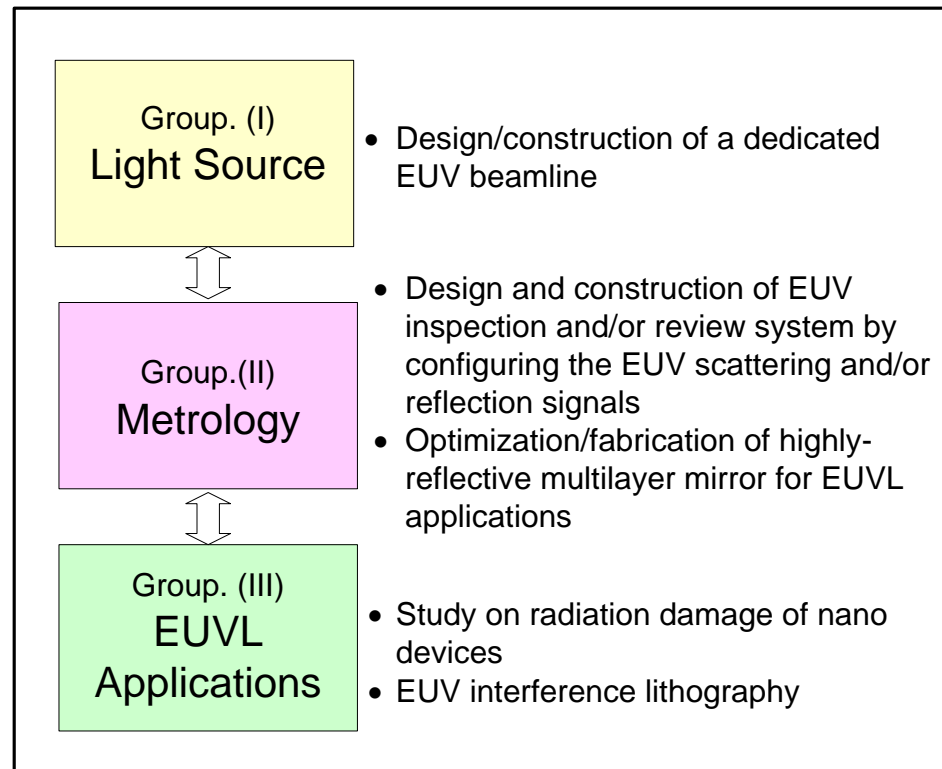 Group. (I)
Light Source
• Design/construction of a dedicated
EUV beamline
Group.(II)
Metrology
• Design and construction of EUV
inspection and/or review system by
configuring the EUV scattering and/or
reflection signals
• Optimization/fabrication of highly-
reflective multilayer mirror for EUVL
applications
Group. (III)
EUVL
Applications
• Study on radiation damage of nano
devices
• EUV interference lithography